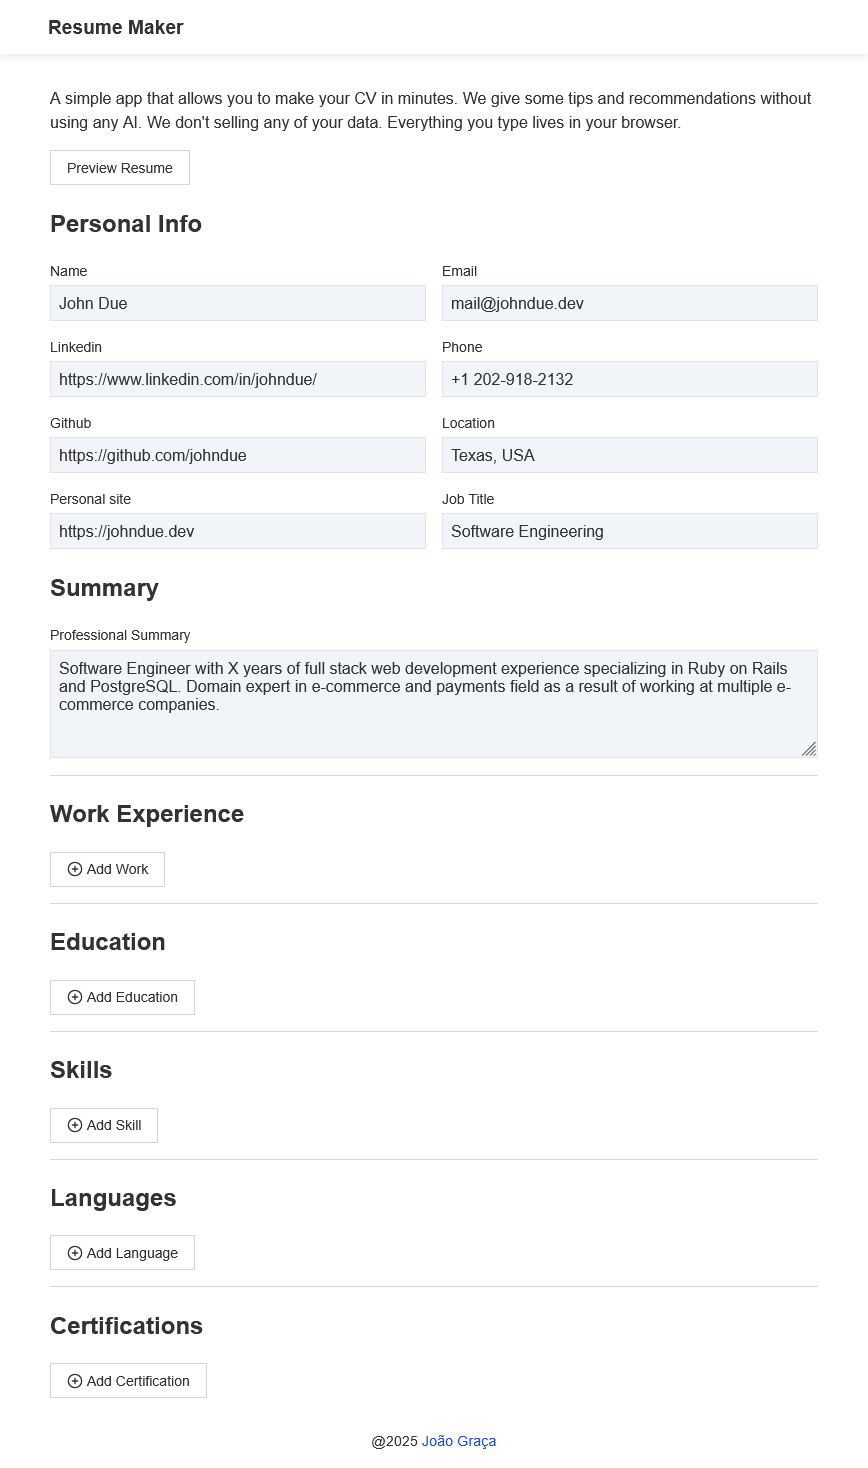 Resume Maker
A simple app that allows you to make your CV in minutes. We give some tips and recommendations without
using any AI. We don't selling any of your data. Everything you type lives in your browser.
Preview Resume
Personal Info
Name
John Due
Email
mail@johndue.dev
Linkedin
https://www.linkedin.com/in/johndue/
Phone
+1 202-918-2132
Github
https://github.com/johndue
Location
Texas, USA
Personal site
https://johndue.dev
Job Title
Software Engineering
Summary
Professional Summary
Software Engineer with X years of full stack web development experience specializing in Ruby on Rails
and PostgreSQL. Domain expert in e-commerce and payments field as a result of working at multiple e-
commerce companies.
Work Experience
Add Work
Education
Add Education
Skills
Add Skill
Languages
Add Language
Certifications
Add Certification
@2025 João Graça